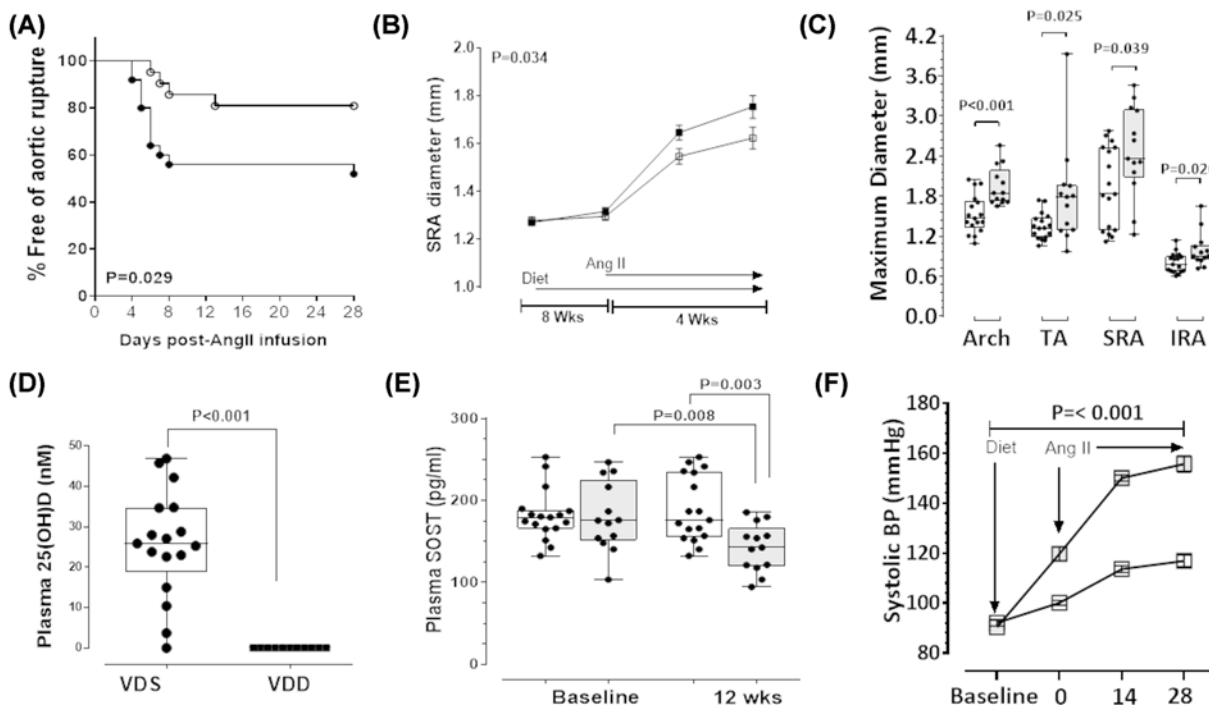 (A)
% Free of aortic rupture
100
80
60
40
20
0
P=0.029
0 4 8 12 16 20 24 28
Days post-AngII infusion
(B)
SRA diameter (mm)
2.0
1.8
1.6
1.4
1.2
1.0
P=0.034
Ang II
Diet
8 Wks 4 Wks
(C)
Maximum Diameter (mm)
4.2
3.6
3.0
2.4
1.8
1.2
0.6
0.0
P=0.025
P=0.039
P<0.001
Arch TA SRA IRA
(D)
Plasma 25(OH)D (nM)
50
40
30
20
10
0
P<0.001
VDS VDD
(E)
Plasma SOST (pg/ml)
300
250
200
150
100
50
0
P=0.003
P=0.008
Baseline 12 wks
(F)
Systolic BP (mmHg)
180
160
140
120
100
80
P=< 0.001
Diet Ang II
Baseline 0 14 28